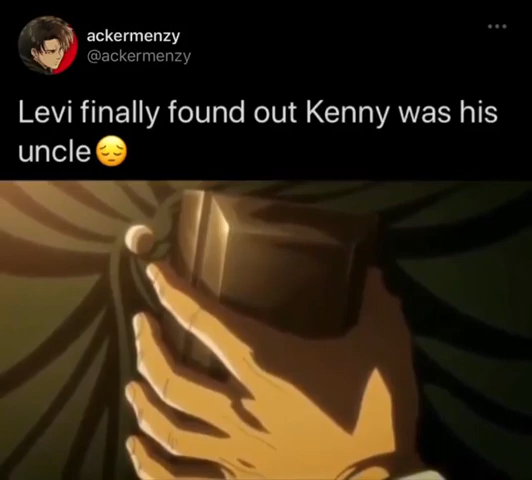 ackermenzy
@ackermenzy
Levi finally found out Kenny was his
uncle😔